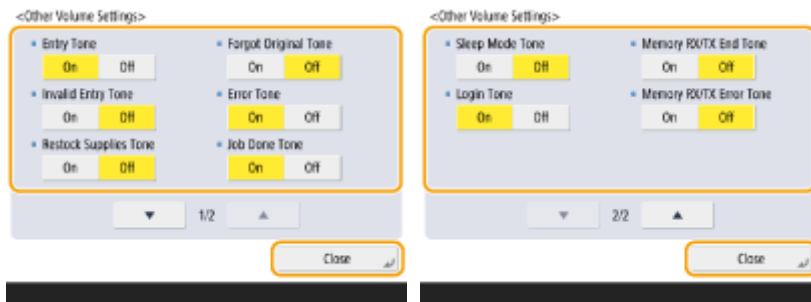 <Other Volume Settings>
Entry Tone
On Off
Invalid Entry Tone
On Off
Restock Supplies Tone
On Off
Forgot Original Tone
On Off
Error Tone
On Off
Job Done Tone
On Off
1/2
Close
<Other Volume Settings>
Sleep Mode Tone
On Off
Login Tone
On Off
Memory RX/TX End Tone
On Off
Memory RX/TX Error Tone
On Off
2/2
Close